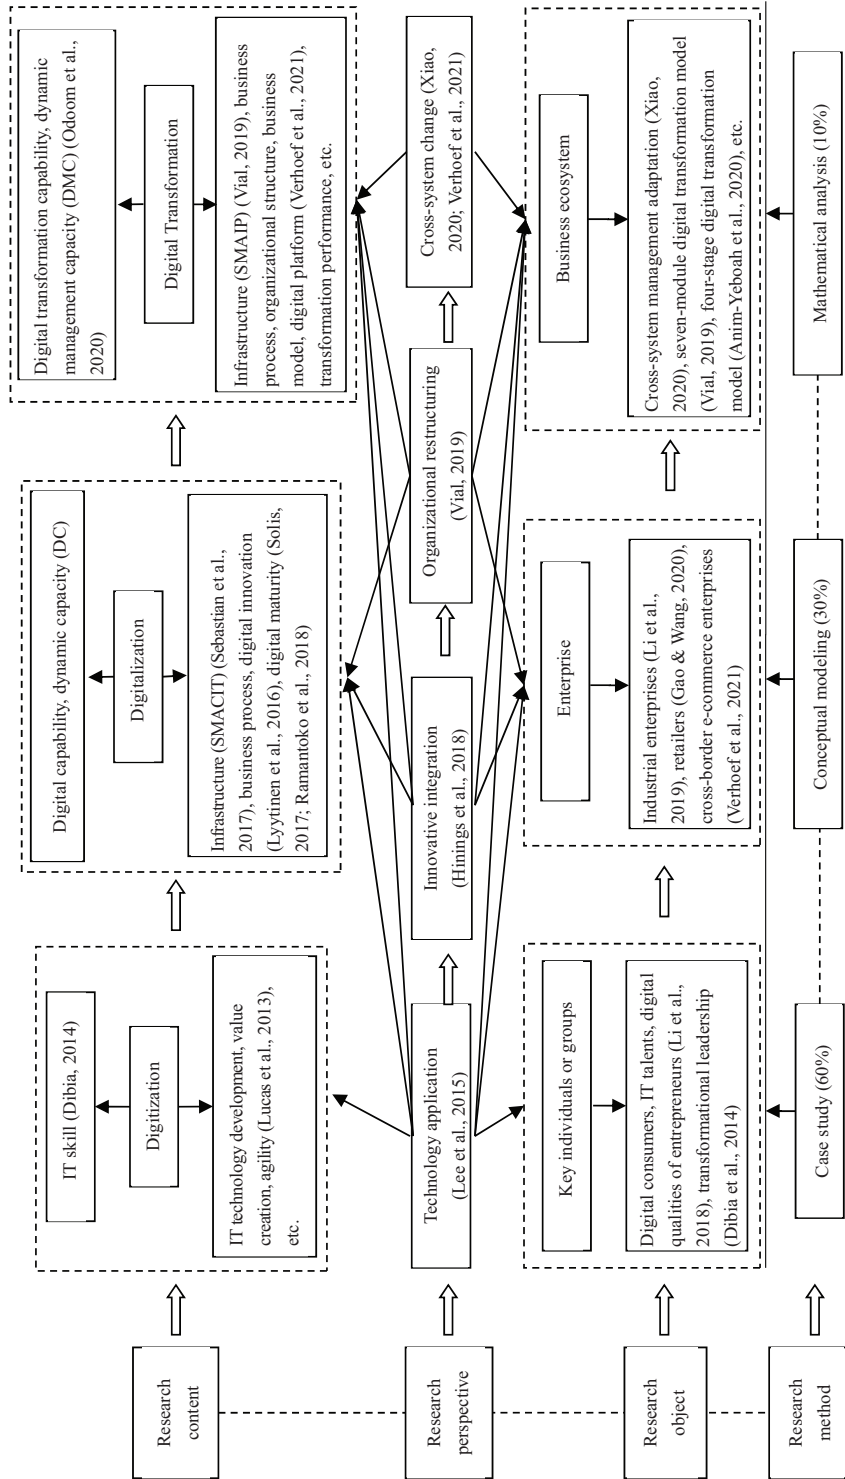 Research
content
IT skill (Dibia, 2014)
Digitization
IT technology development, value
creation, agility (Lucas et al., 2013),
etc.
Digital capability, dynamic capacity (DC)
Digitalization
Infrastructure (SMACIT) (Sebastian et al.,
2017), business process, digital innovation
(Lyytinen et al., 2016), digital maturity (Solis,
2017; Ramantoko et al., 2018)
Digital transformation capability, dynamic
management capacity (DMC) (Odoom et al.,
2020)
Digital Transformation
Infrastructure (SMAIP) (Vial, 2019), business
process, organizational structure, business
model, digital platform (Verhoef et al., 2021),
transformation performance, etc.
Research
perspective
Technology application
(Lee et al., 2015)
Innovative integration
(Hinings et al., 2018)
Organizational restructuring
(Vial, 2019)
Cross-system change (Xiao,
2020; Verhoef et al., 2021)
Research
object
Key individuals or groups
Digital consumers, IT talents, digital
qualities of entrepreneurs (Li et al.,
2018), transformational leadership
(Dibia et al., 2014)
Enterprise
Industrial enterprises (Li et al.,
2019), retailers (Gao & Wang, 2020),
cross-border e-commerce enterprises
(Verhoef et al., 2021)
Business ecosystem
Cross-system management adaptation (Xiao,
2020), seven-module digital transformation model
(Vial, 2019), four-stage digital transformation
model (Anim-Yeboah et al., 2020), etc.
Research
method
Case study (60%)
Conceptual modeling (30%)
Mathematical analysis (10%)